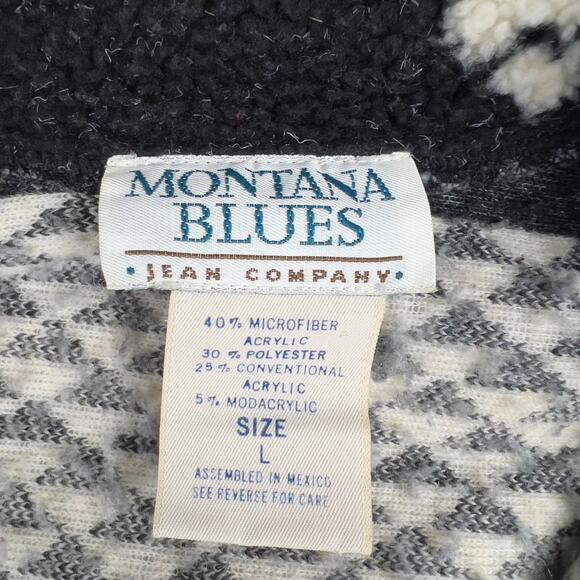 MONTANA
BLUES
• JEAN COMPANY •
40% MICROFIBER
ACRYLIC
30% POLYESTER
25% CONVENTIONAL
ACRYLIC
5% MODACRYLIC
SIZE
L
ASSEMBLED IN MEXICO
SEE REVERSE FOR CARE